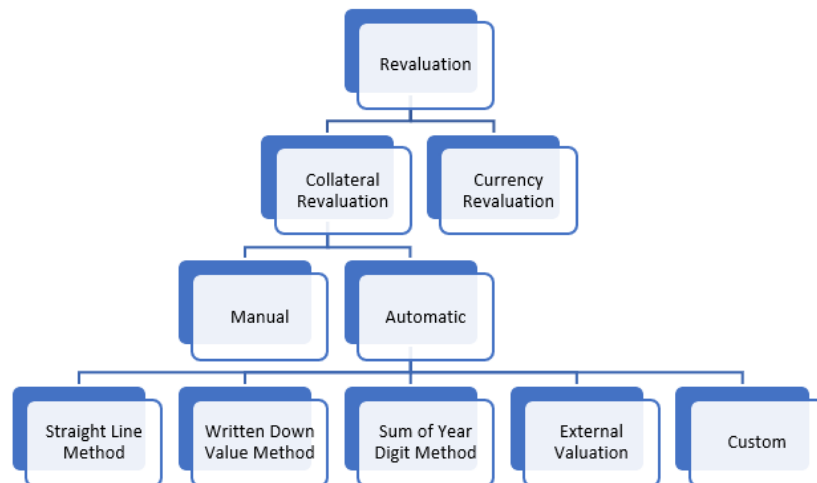 Revaluation
Collateral
Revaluation
Currency
Revaluation
Manual
Automatic
Straight Line
Method
Written Down
Value Method
Sum of Year
Digit Method
External
Valuation
Custom